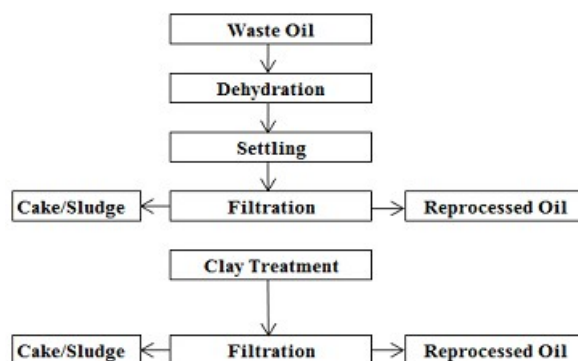 Waste Oil
Dehydration
Settling
Cake/Sludge Filtration Reprocessed Oil
Clay Treatment
Cake/Sludge Filtration Reprocessed Oil